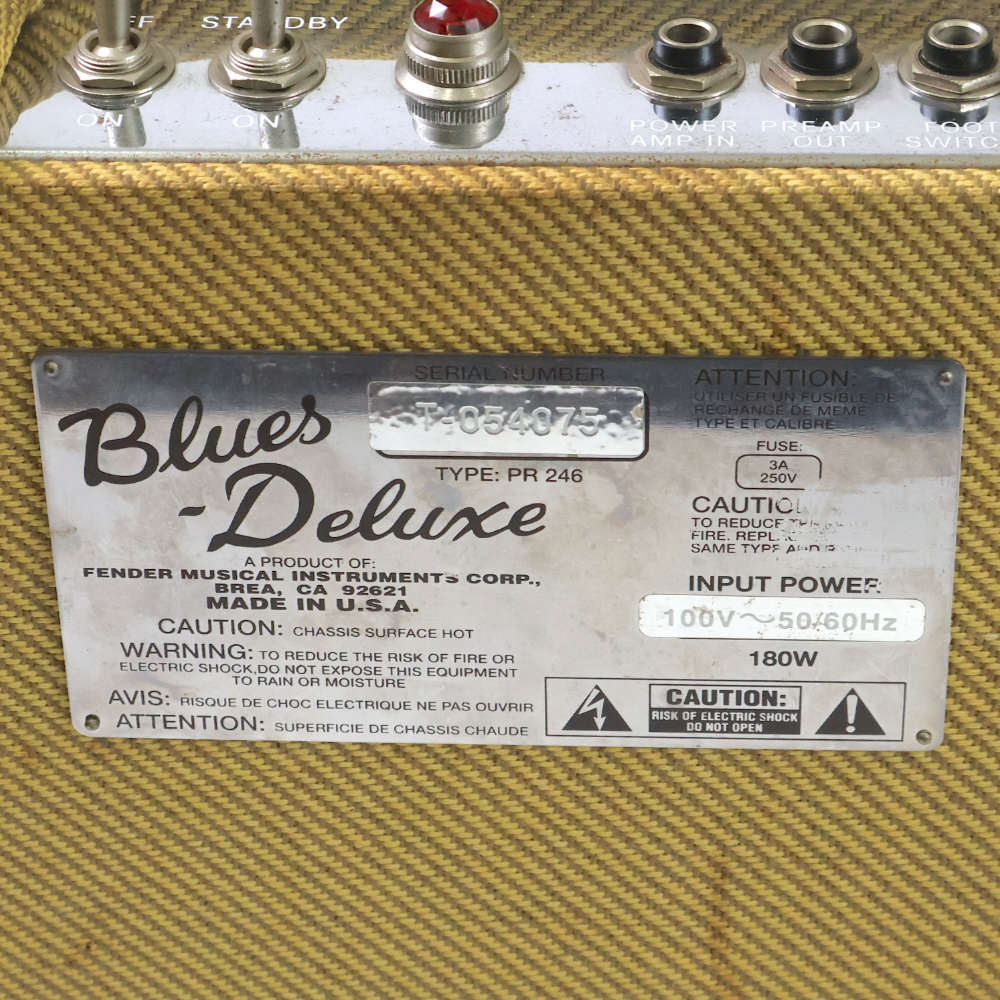 STANDBY
ON
ON
POWER
AMP IN
PREAMP
OUT
FOOT
SWITC
Blues
-Deluxe
SERIAL NUMBER
T-054075
TYPE: PR 246
A PRODUCT OF:
FENDER MUSICAL INSTRUMENTS CORP.,
BREA, CA 92621
MADE IN U.S.A.
CAUTION: CHASSIS SURFACE HOT
WARNING: TO REDUCE THE RISK OF FIRE OR
ELECTRIC SHOCK,DO NOT EXPOSE THIS EQUIPMENT
TO RAIN OR MOISTURE
AVIS: RISQUE DE CHOC ELECTRIQUE NE PAS OUVRIR
ATTENTION: SUPERFICIE DE CHASSIS CHAUDE
ATTENTION:
UTILISER UN FUSIBLE DE
RECHANGE DE MEME
TYPE ET CALIBRE
FUSE:
3A
250V
TO REDUCE
FIRE.
SAME TYPE
INPUT POWER:
100V~50/60Hz
180W
CAUTION:
RISK OF ELECTRIC SHOCK
DO NOT OPEN